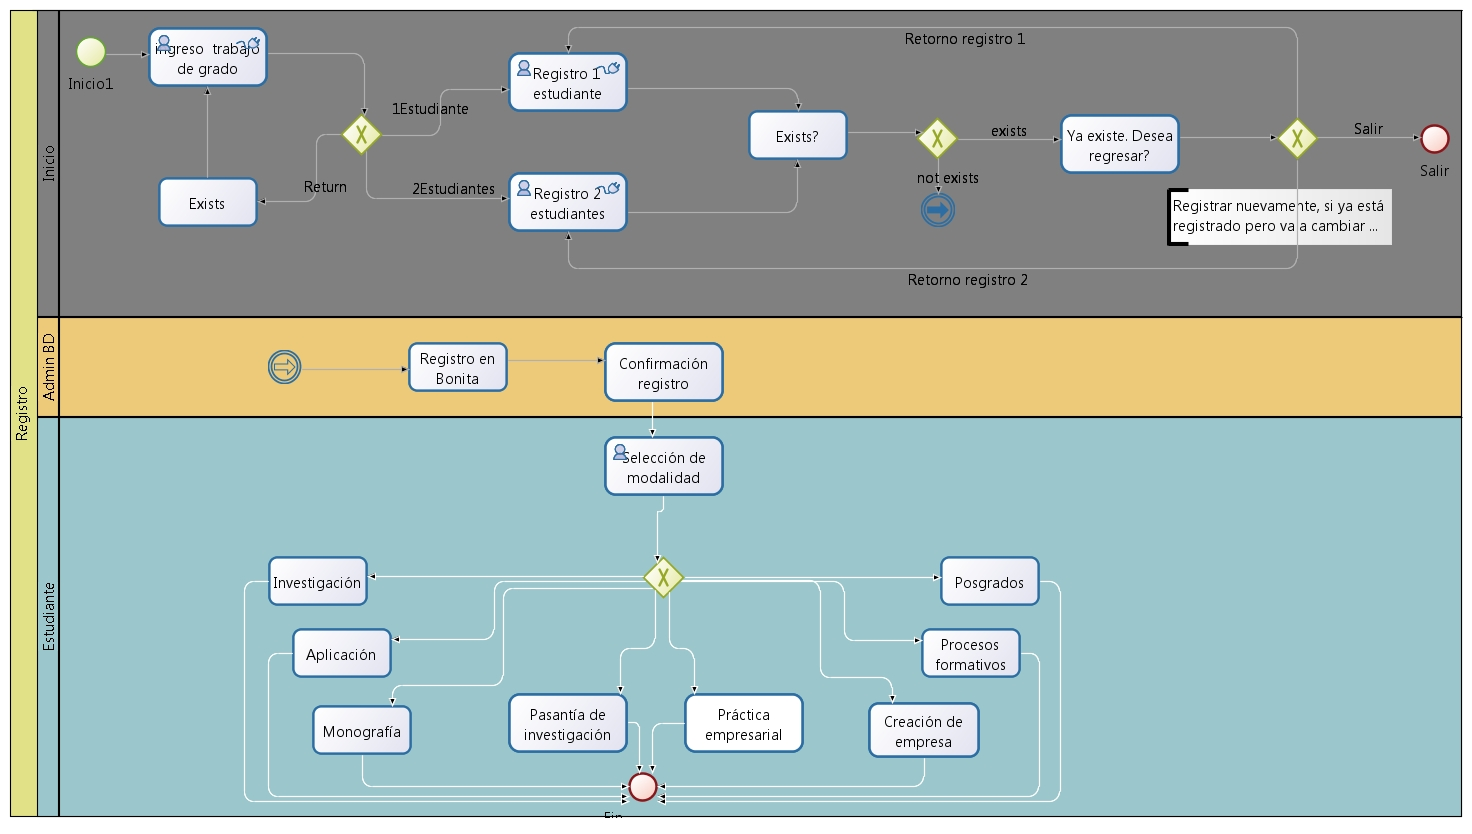 Registro
Inicio
Inicio1
ingreso trabajo
de grado
Exists
Return
1Estudiante
2Estudiantes
Registro 1
estudiante
Registro 2
estudiantes
Retorno registro 1
Exists?
exists
not exists
Ya existe. Desea
regresar?
Salir
Salir
Registrar nuevamente, si ya está
registrado pero va a cambiar ...
Retorno registro 2
Admin BD
Registro en
Bonita
Confirmación
registro
Estudiante
Selección de
modalidad
Investigación
Posgrados
Aplicación
Procesos
formativos
Monografía
Pasantía de
investigación
Práctica
empresarial
Creación de
empresa
Fin